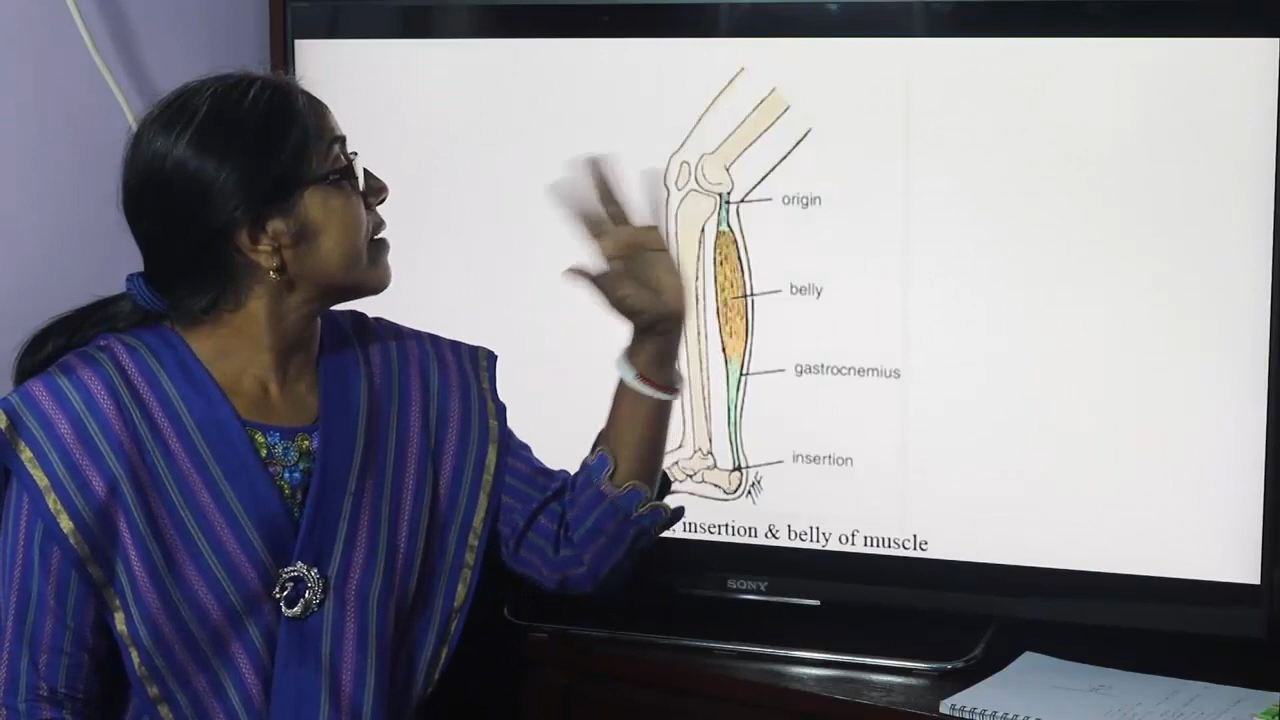 origin
belly
gastrocnemius
insertion
insertion & belly of muscle
SONY